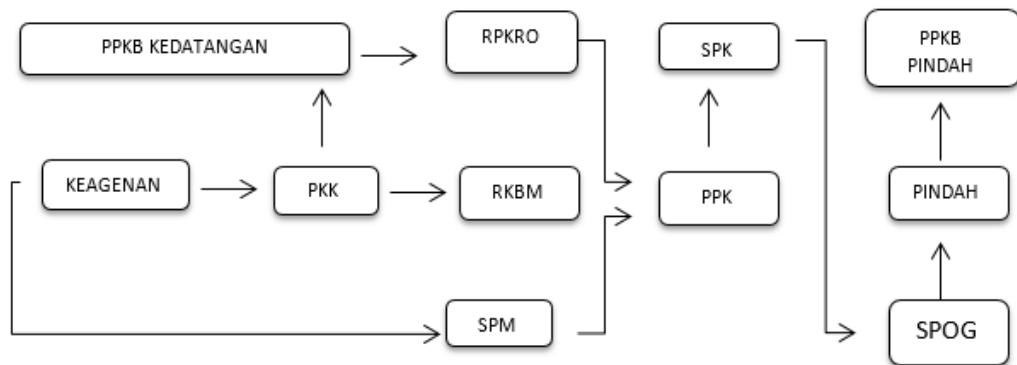 PPKB KEDATANGAN
RPKRO
SPK
PPKB
PINDAH
KEAGENAN
PKK
RKBM
PPK
PINDAH
SPM
SPOG